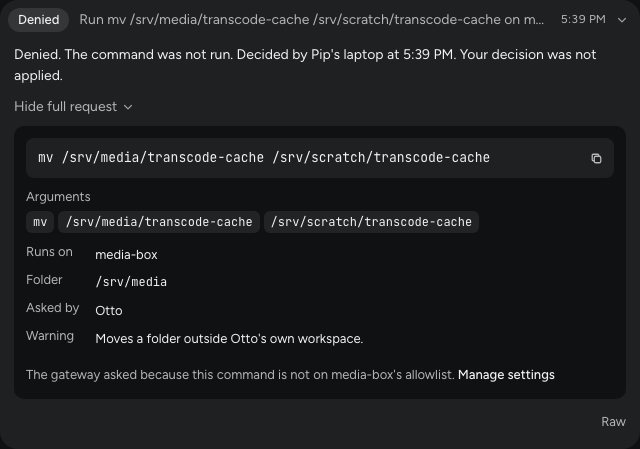 Denied Run mv /srv/media/transcode-cache /srv/scratch/transcode-cache on m... 5:39 PM
Denied. The command was not run. Decided by Pip's laptop at 5:39 PM. Your decision was not
applied.
Hide full request
mv /srv/media/transcode-cache /srv/scratch/transcode-cache
Arguments
mv /srv/media/transcode-cache /srv/scratch/transcode-cache
Runs on media-box
Folder /srv/media
Asked by Otto
Warning Moves a folder outside Otto's own workspace.
The gateway asked because this command is not on media-box's allowlist. Manage settings
Raw